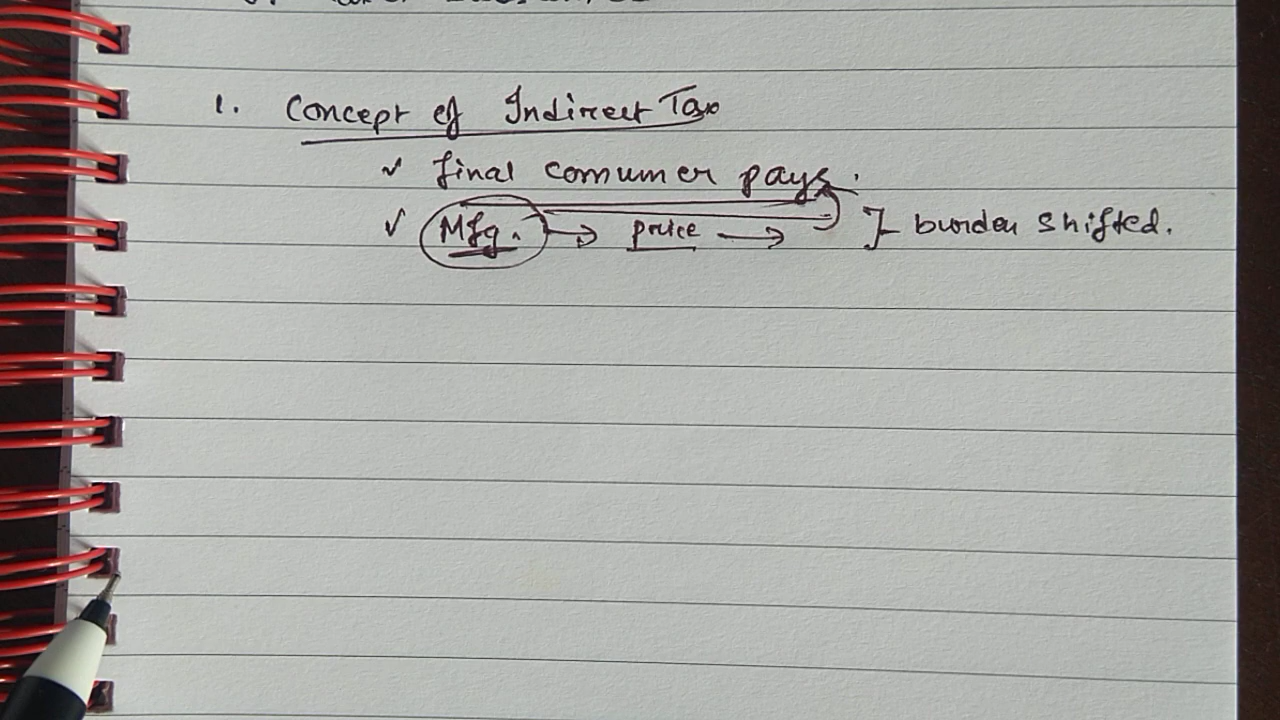 1. Concept of Indirect Tax
✓ final consumer pays.
✓ Mfg. → price → }- burden shifted.